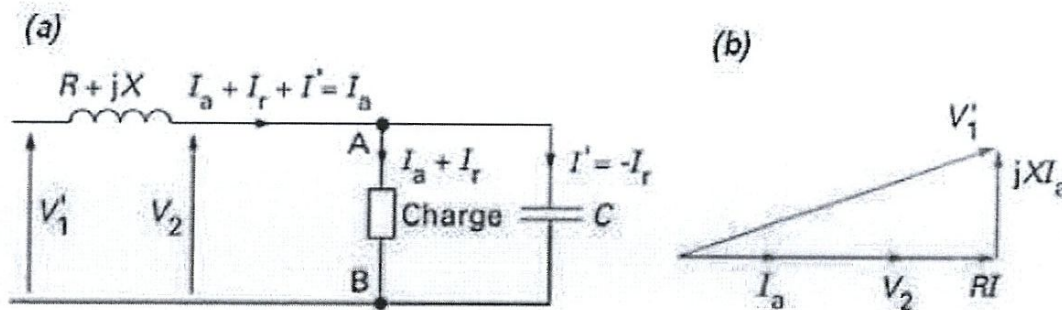 (a)
R + jX
I_a + I_r + I' = I_a
A
I_a + I_r
I' = -I_r
V'_1
V_2
Charge
C
B
(b)
V'_1
jXI_a
I_a
V_2
RI